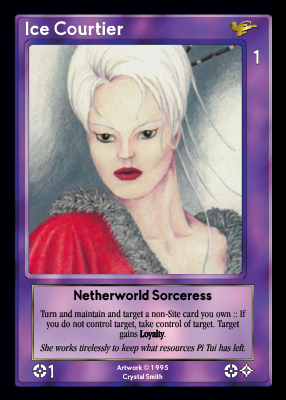 Ice Courtier
1
Netherworld Sorceress
Turn and maintain and target a non-Site card you own :: If
you do not control target, take control of target. Target
gains Loyalty.
She works tirelessly to keep what resources Pi Tui has left.
1
Artwork © 1995
Crystal Smith